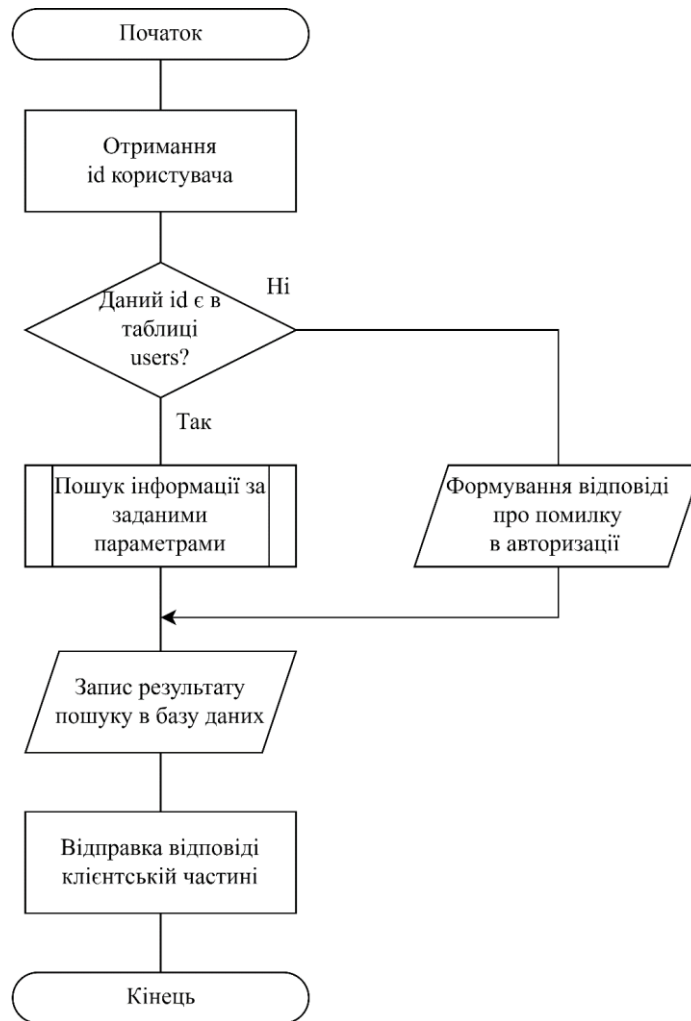 Початок
Отримання
id користувача
Ні
Даний id є в
таблиці
users?
Так
Пошук інформації за
заданими
параметрами
Формування відповіді
про помилку
в авторизації
Запис результату
пошуку в базу даних
Відправка відповіді
клієнтській частині
Кінець